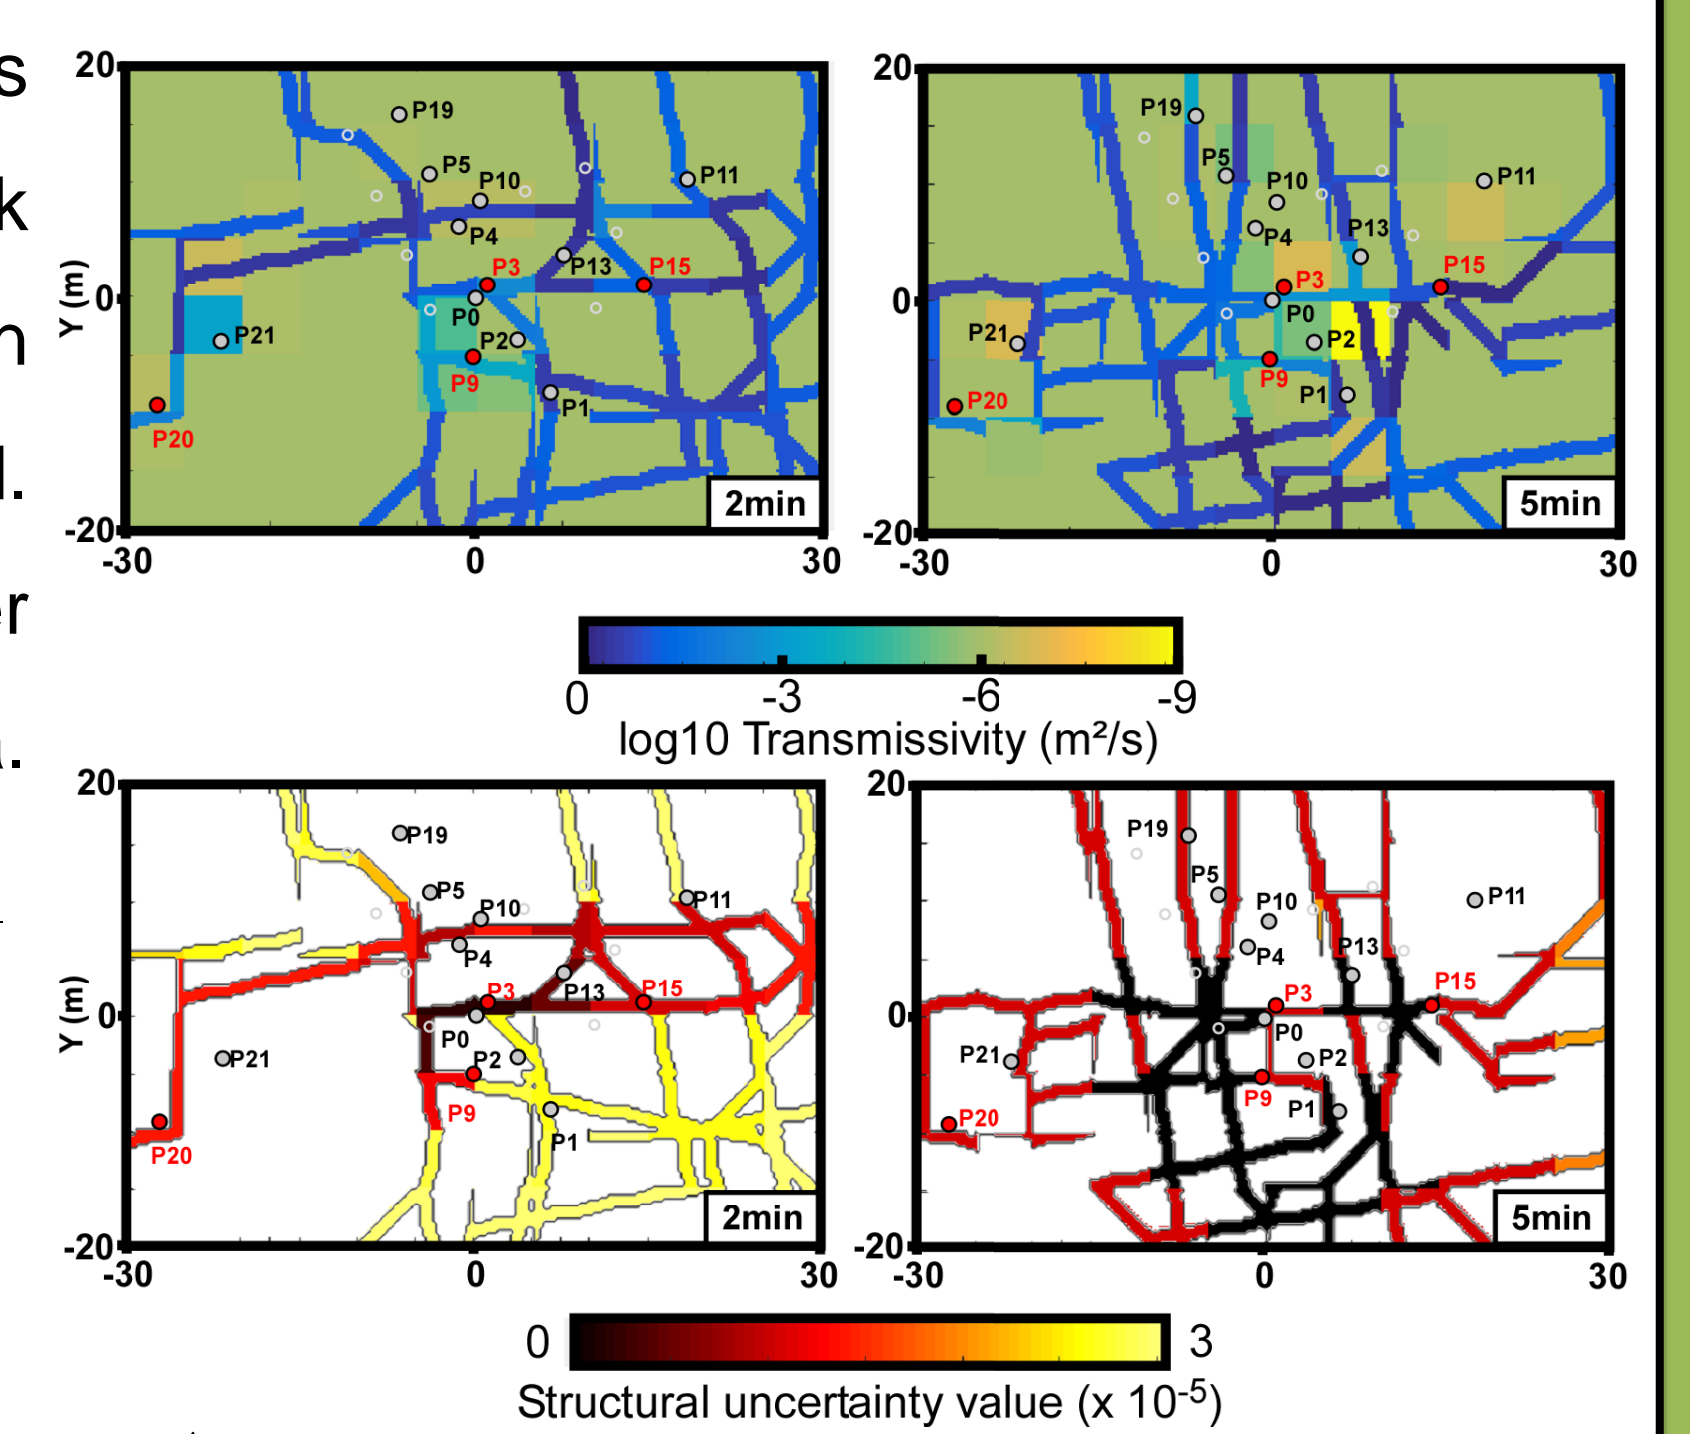 s
k
n
l.
er
20
0
-20
Y (m)
-30
0
30
P19
P5
P10
P11
P4
P13
P3
P15
P0
P21
P2
P9
P1
P20
2min
20
0
-20
-30
0
30
P19
P5
P10
P11
P4
P13
P3
P15
P0
P21
P2
P9
P1
P20
5min
0
-3
-6
-9
log10 Transmissivity (m²/s)
20
0
-20
Y (m)
-30
0
30
P19
P5
P10
P11
P4
P13
P3
P15
P0
P21
P2
P9
P1
P20
2min
20
0
-20
-30
0
30
P19
P5
P10
P11
P4
P13
P3
P15
P0
P21
P2
P9
P1
P20
5min
0
3
Structural uncertainty value (x 10⁻⁵)